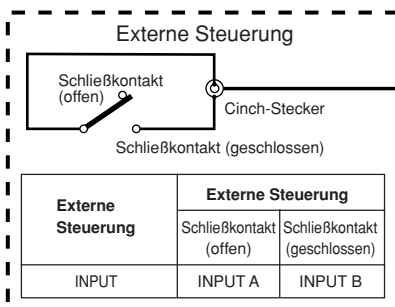 Externe Steuerung
Schließkontakt
(offen)
Cinch-Stecker
Schließkontakt (geschlossen)
Externe
Steuerung
Externe Steuerung
Schließkontakt
(offen)
Schließkontakt
(geschlossen)
INPUT
INPUT A
INPUT B